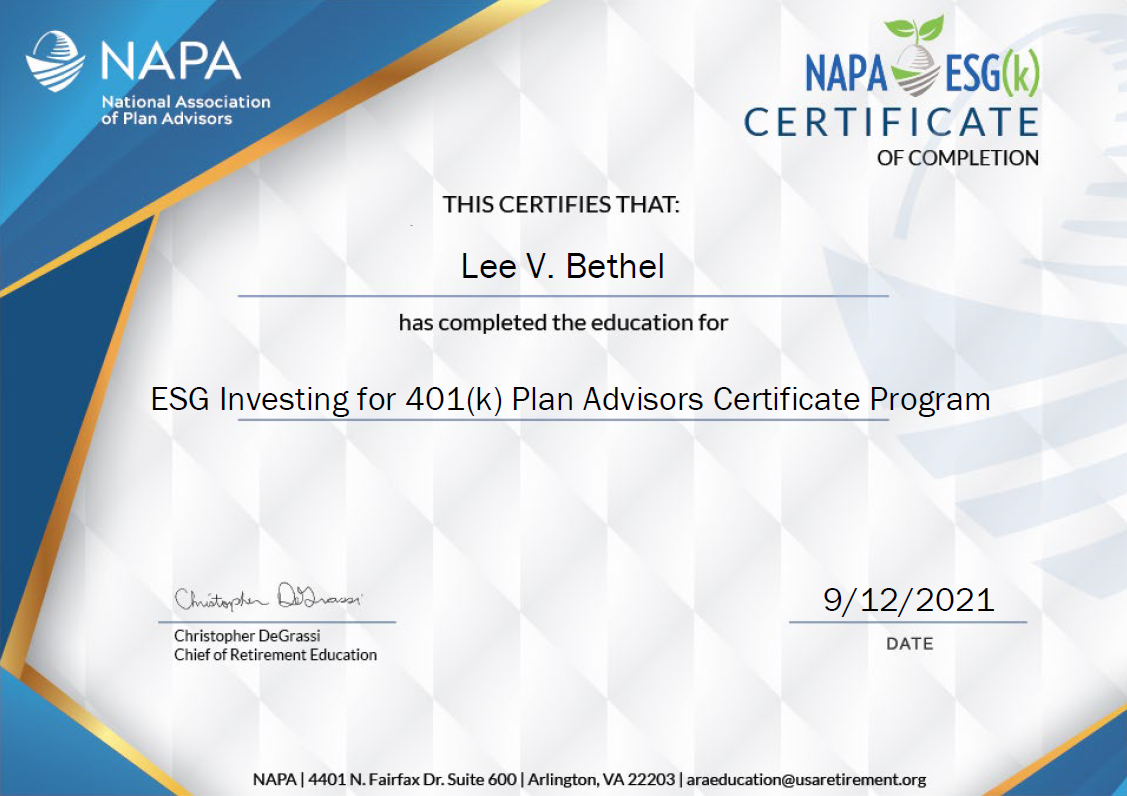 NAPA
National Association
of Plan Advisors
NAPA ESG(k)
CERTIFICATE
OF COMPLETION
THIS CERTIFIES THAT:
Lee V. Bethel
has completed the education for
ESG Investing for 401(k) Plan Advisors Certificate Program
Christopher DeGrassi
Christopher DeGrassi
Chief of Retirement Education
9/12/2021
DATE
NAPA | 4401 N. Fairfax Dr. Suite 600 | Arlington, VA 22203 | araeducation@usaretirement.org